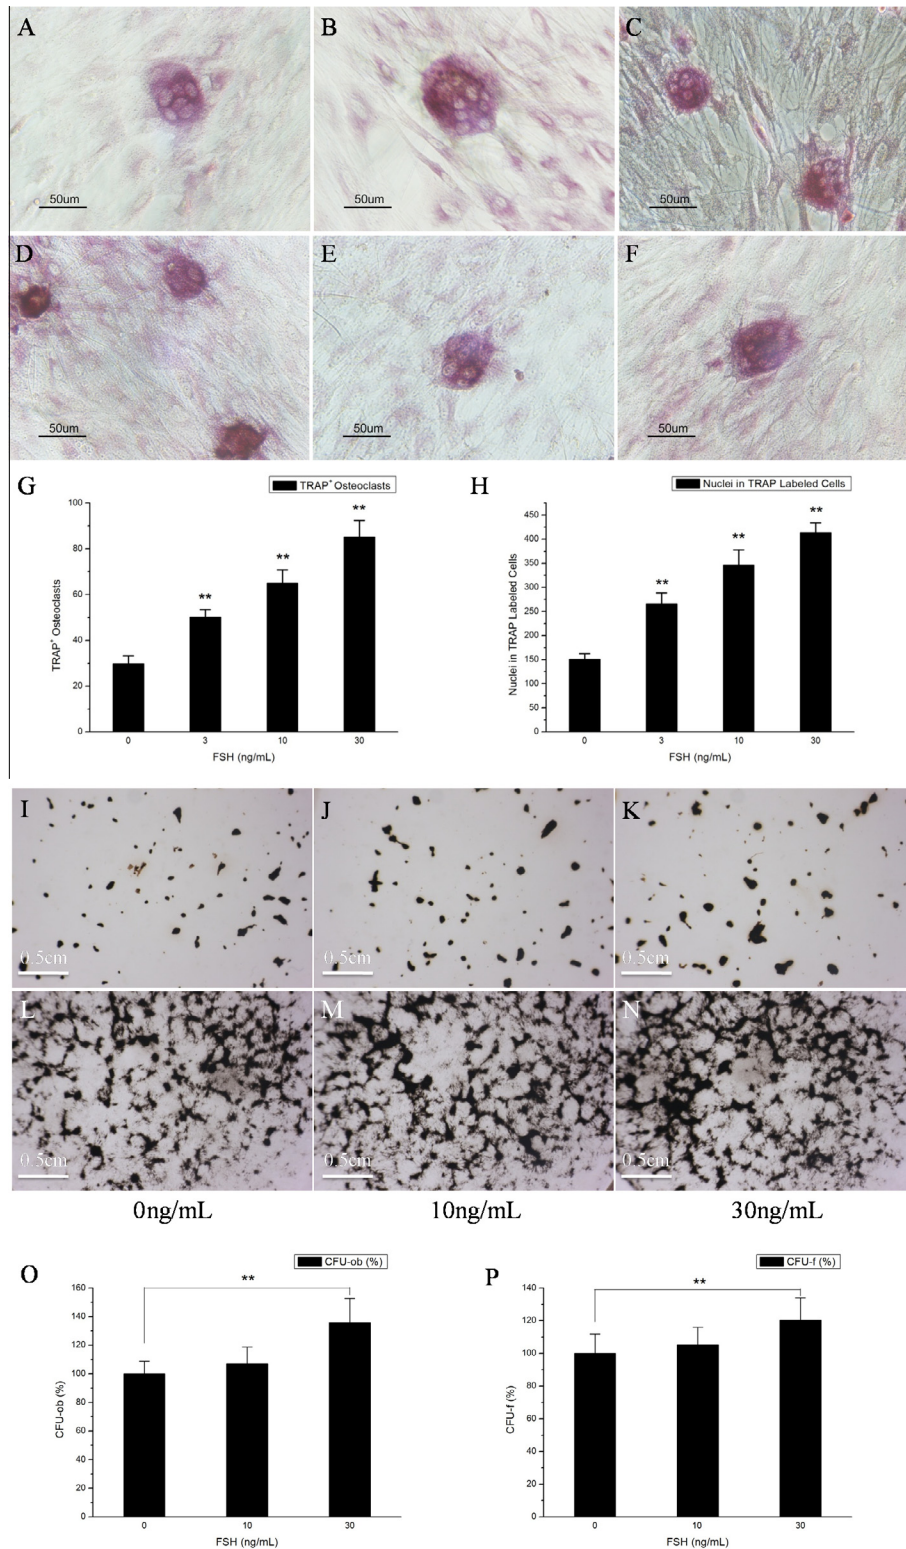 A B C
50um 50um 50um
D E F
50um 50um 50um
G H
TRAP⁺ Osteoclasts
Nuclei in TRAP Labeled Cells
100
80
60
40
20
0
TRAP⁺ Osteoclasts
** ** **
0 3 10 30
FSH (ng/mL)
450
400
350
300
250
200
150
100
50
0
Nuclei in TRAP Labeled Cells
** ** **
0 3 10 30
FSH (ng/mL)
I J K
0.5cm 0.5cm 0.5cm
L M N
0.5cm 0.5cm 0.5cm
0ng/mL 10ng/mL 30ng/mL
O P
CFU-ob (%)
CFU-f (%)
160
140
120
100
80
60
40
20
0
CFU-ob (%)
**
0 10 30
FSH (ng/mL)
140
120
100
80
60
40
20
0
CFU-f (%)
**
0 10 30
FSH (ng/mL)